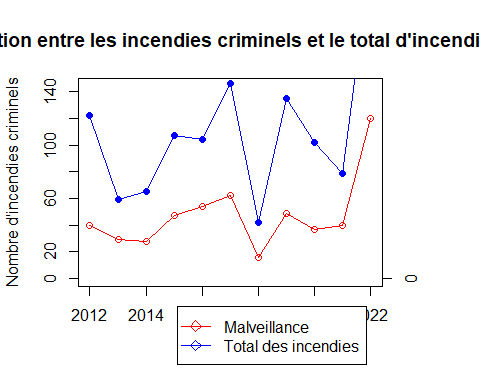 tion entre les incendies criminels et le total d'incendi
Nombre d'incendies criminels
140
100
60
20
0
0
2012 2014 022
Malveillance
Total des incendies